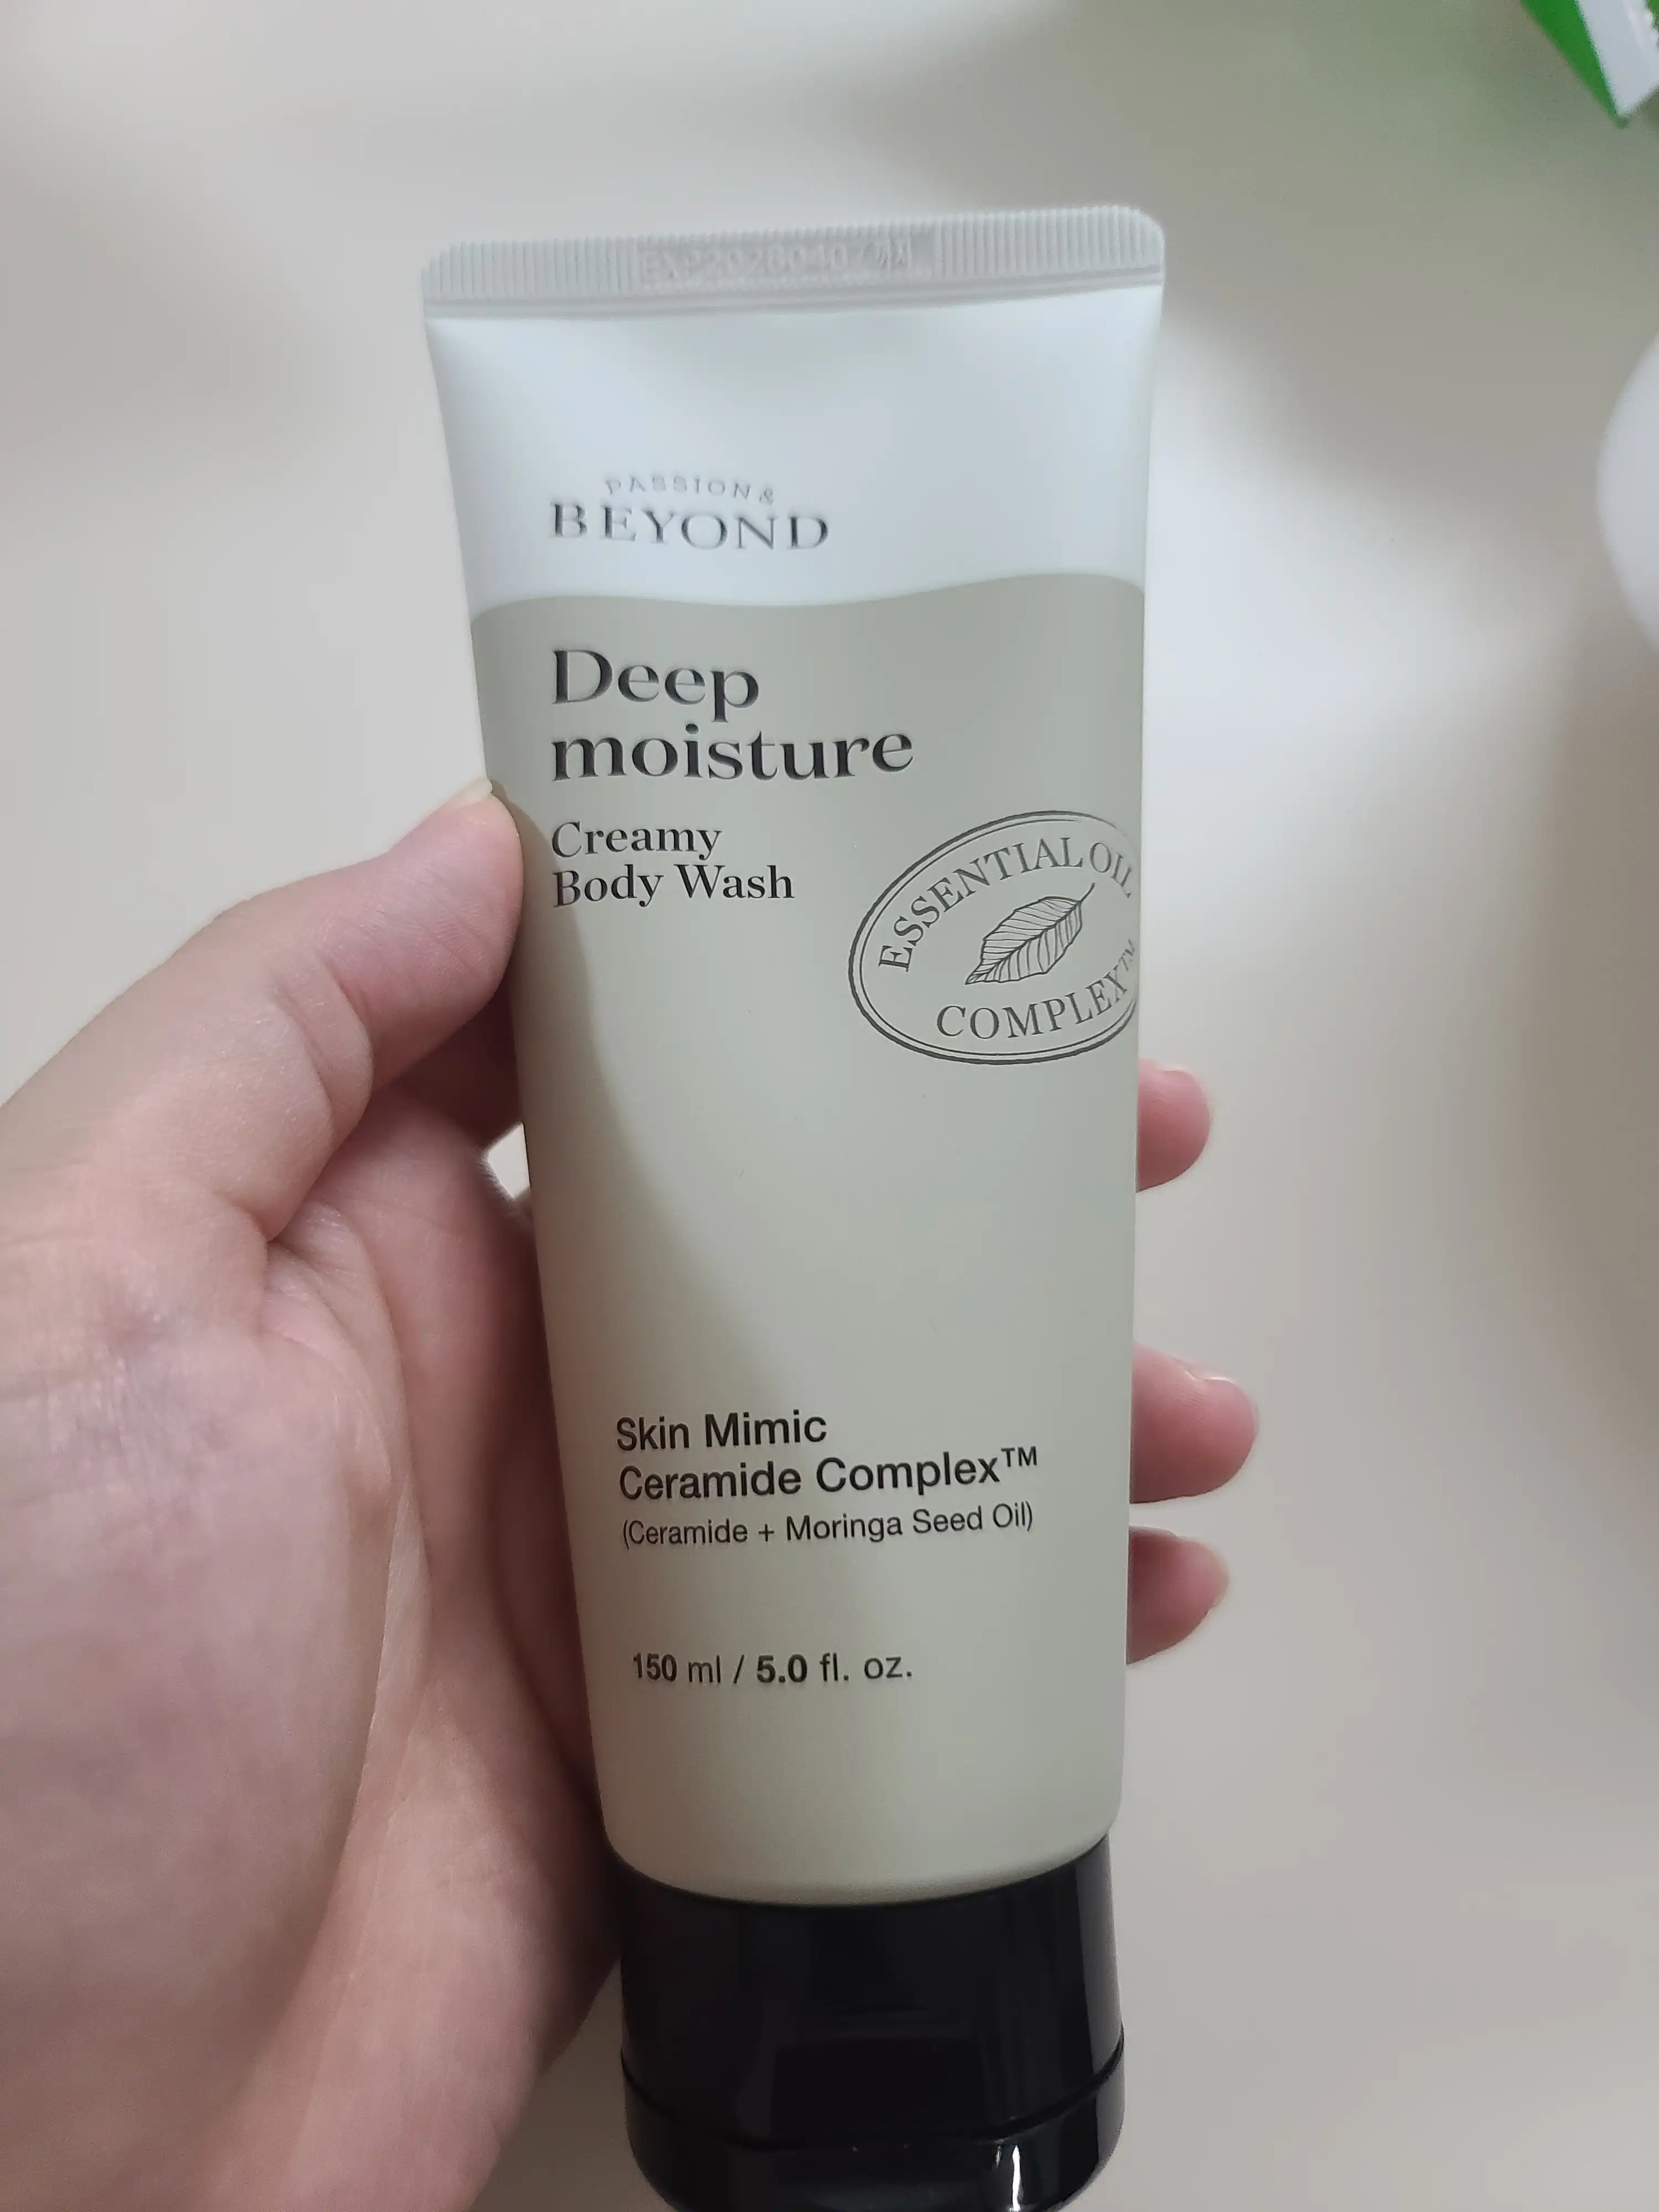 PASSION &
BEYOND
Deep
moisture
Creamy
Body Wash
ESSENTIAL OIL
COMPLEX™
Skin Mimic
Ceramide Complex™
(Ceramide + Moringa Seed Oil)
150 ml / 5.0 fl. oz.